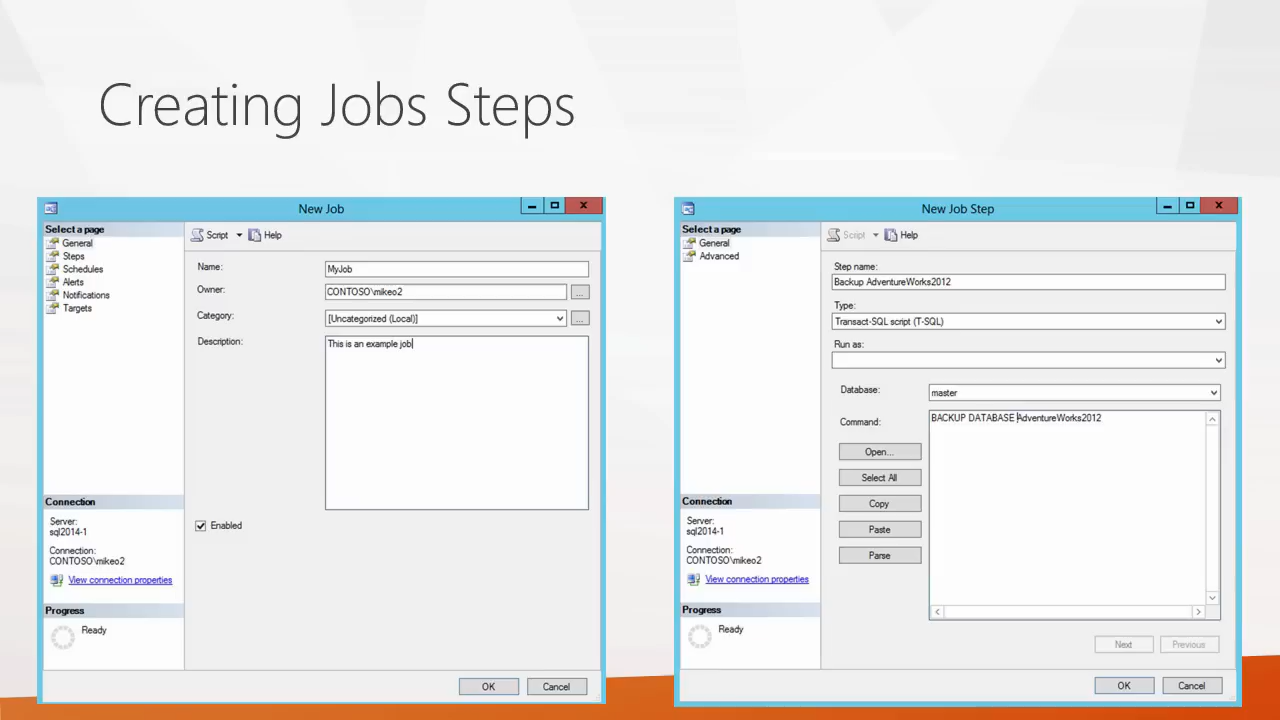 Creating Jobs Steps
New Job
Select a page
General
Steps
Schedules
Alerts
Notifications
Targets
Script
Help
Name:
MyJob
Owner:
CONTOSO\mikeo2
...
Category:
[Uncategorized (Local)]
...
Description:
This is an example job
Enabled
Connection
Server:
sql2014-1
Connection:
CONTOSO\mikeo2
View connection properties
Progress
Ready
OK
Cancel
New Job Step
Select a page
General
Advanced
Script
Help
Step name:
Backup AdventureWorks2012
Type:
Transact-SQL script (T-SQL)
Run as:
Database:
master
Command:
BACKUP DATABASE AdventureWorks2012
Open...
Select All
Copy
Paste
Parse
Connection
Server:
sql2014-1
Connection:
CONTOSO\mikeo2
View connection properties
Progress
Ready
Next
Previous
OK
Cancel